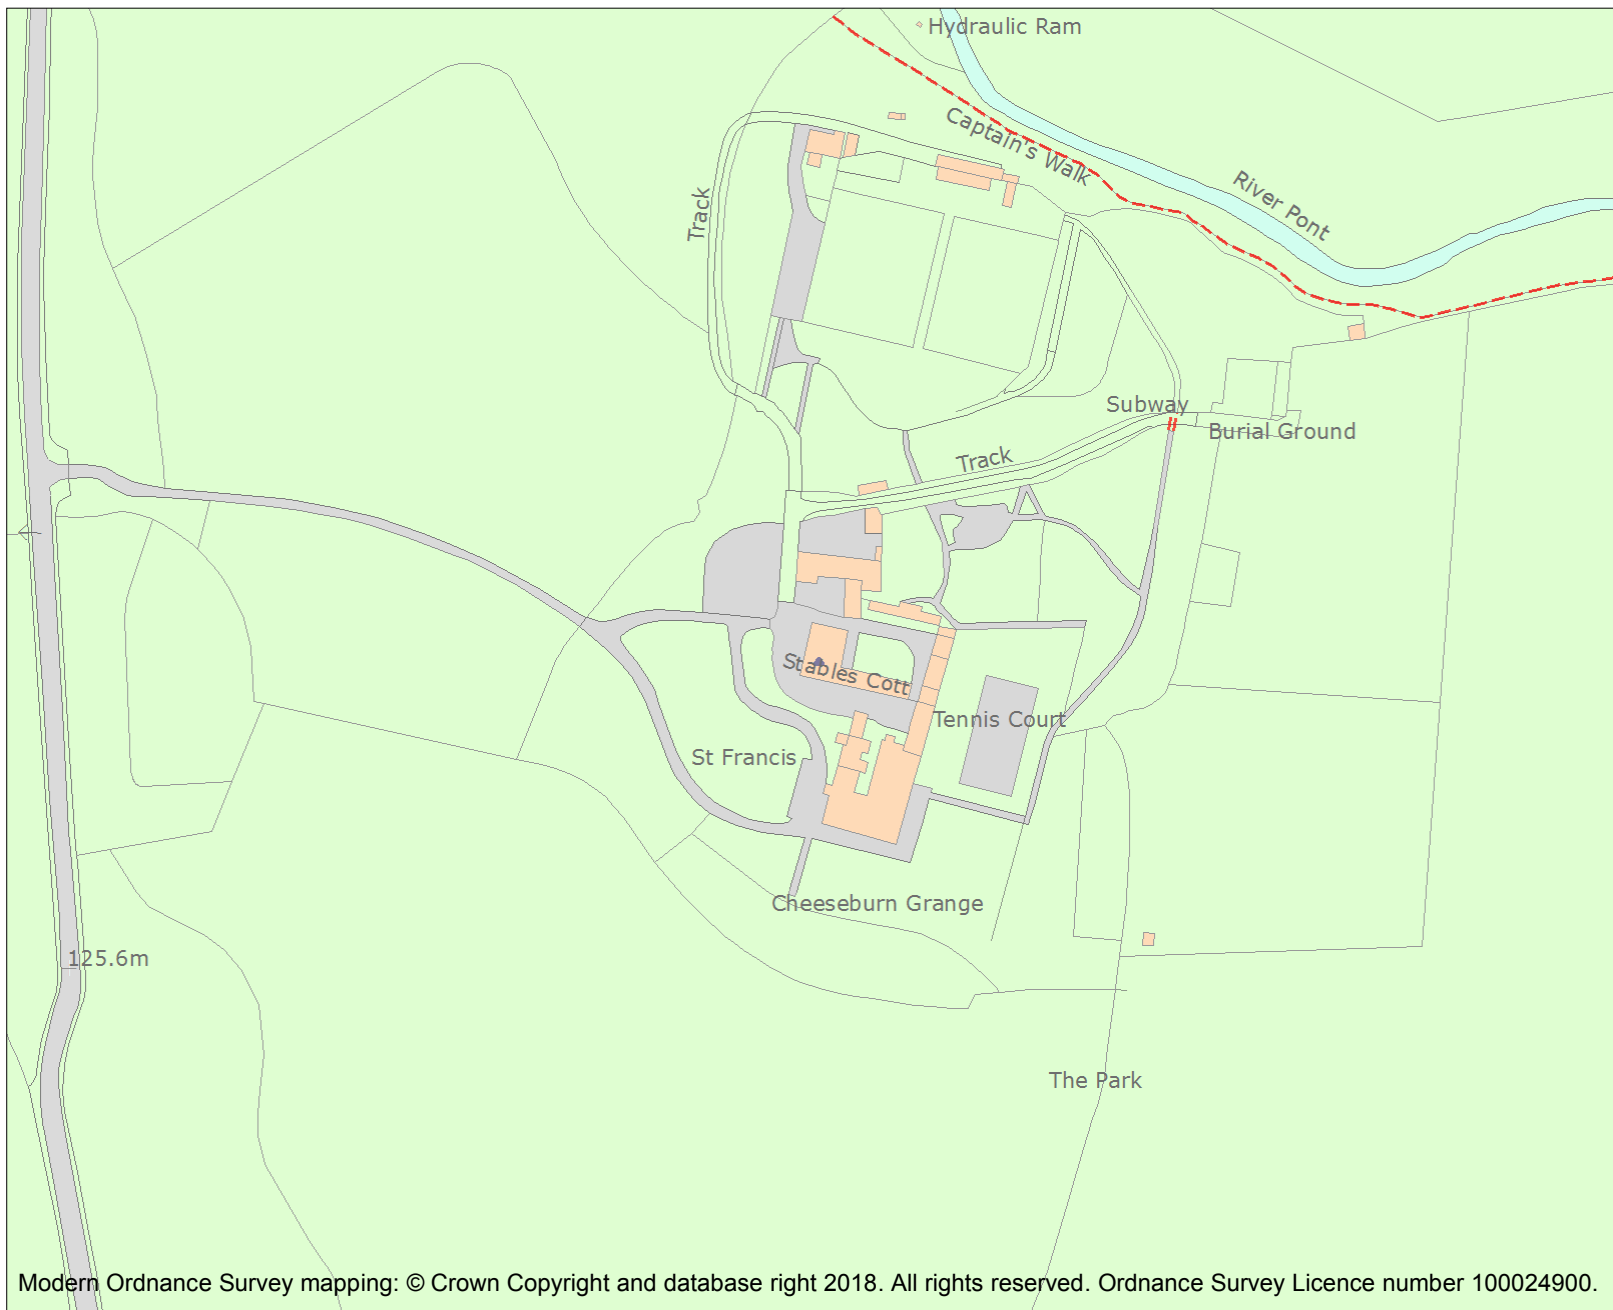 Hydraulic Ram
Captain's Walk
River Pont
Track
Subway
Burial Ground
Track
Stables Cott
Tennis Court
St Francis
Cheeseburn Grange
125.6m
The Park
Modern Ordnance Survey mapping: © Crown Copyright and database right 2018. All rights reserved. Ordnance Survey Licence number 100024900.